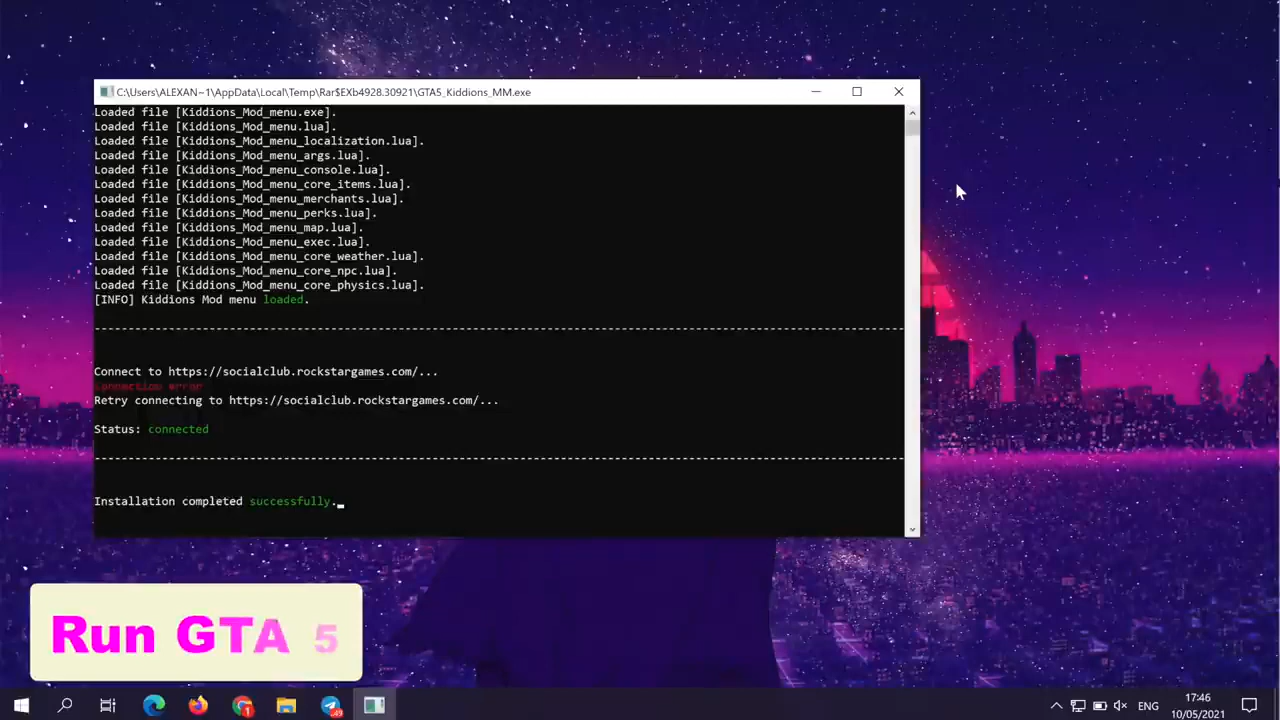 C:\Users\ALEXAN~1\AppData\Local\Temp\Rar$EXb4928.30921\GTA5_Kiddions_MM.exe
Loaded file [Kiddions_Mod_menu.exe].
Loaded file [Kiddions_Mod_menu.lua].
Loaded file [Kiddions_Mod_menu_localization.lua].
Loaded file [Kiddions_Mod_menu_args.lua].
Loaded file [Kiddions_Mod_menu_console.lua].
Loaded file [Kiddions_Mod_menu_core_items.lua].
Loaded file [Kiddions_Mod_menu_merchants.lua].
Loaded file [Kiddions_Mod_menu_perks.lua].
Loaded file [Kiddions_Mod_menu_map.lua].
Loaded file [Kiddions_Mod_menu_exec.lua].
Loaded file [Kiddions_Mod_menu_core_weather.lua].
Loaded file [Kiddions_Mod_menu_core_npc.lua].
Loaded file [Kiddions_Mod_menu_core_physics.lua].
[INFO] Kiddions Mod menu loaded.
Connect to https://socialclub.rockstargames.com/...
Connection error
Retry connecting to https://socialclub.rockstargames.com/...
Status: connected
Installation completed successfully.
Run GTA 5
1
49
ENG
17:46
10/05/2021